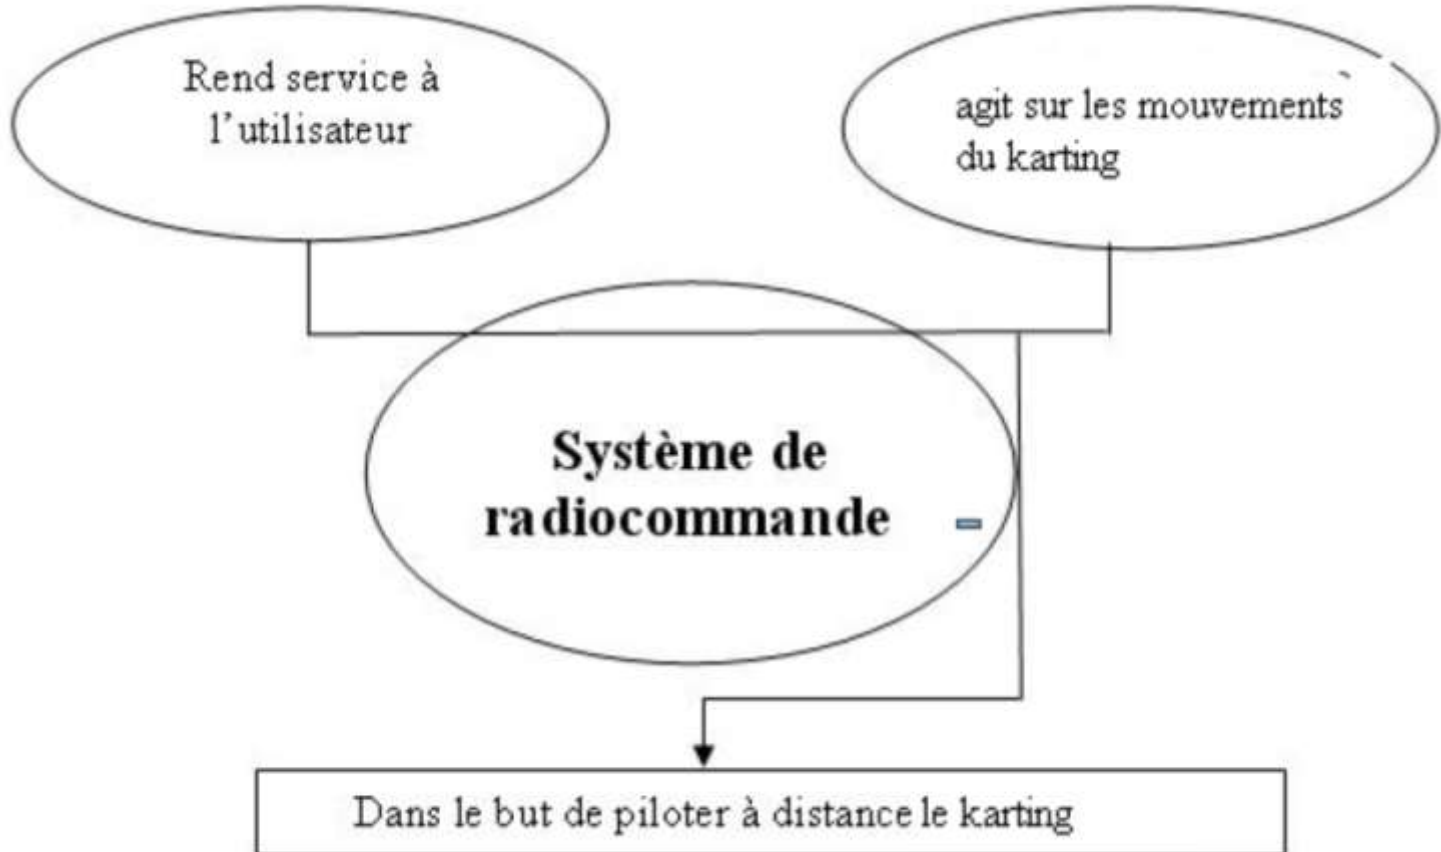 Rend service à
l'utilisateur
agit sur les mouvements
du karting
Système de
radiocommande
Dans le but de piloter à distance le karting